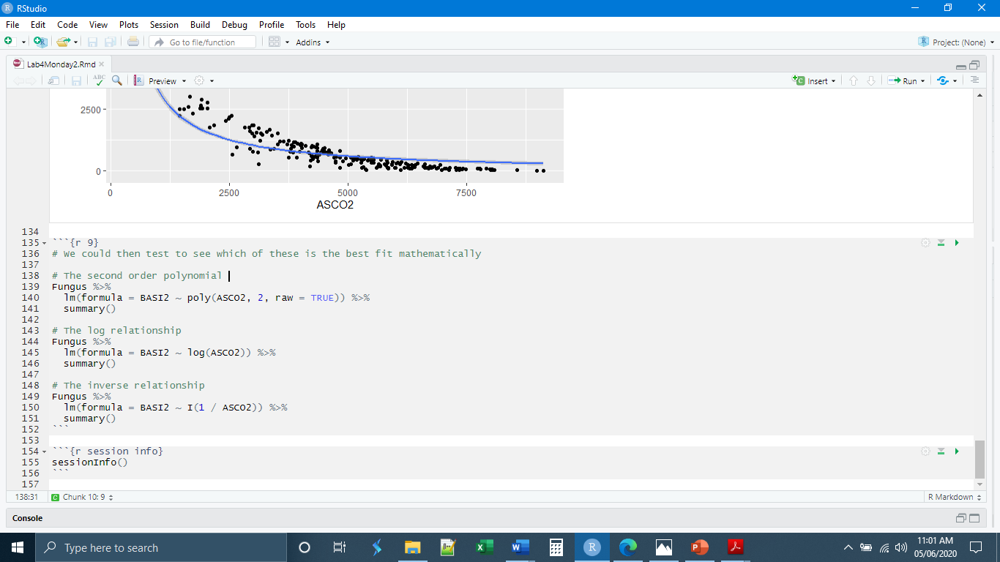 RStudio
File Edit Code View Plots Session Build Debug Profile Tools Help
Go to file/function Addins Project: (None)
Lab4Monday2.Rmd
ABC Preview Insert Run
2500
0
0 2500 5000 7500
ASCO2
134
135 ```{r 9}
136 # We could then test to see which of these is the best fit mathematically
137
138 # The second order polynomial
139 Fungus %>%
140 lm(formula = BASI2 ~ poly(ASCO2, 2, raw = TRUE)) %>%
141 summary()
142
143 # The log relationship
144 Fungus %>%
145 lm(formula = BASI2 ~ log(ASCO2)) %>%
146 summary()
147
148 # The inverse relationship
149 Fungus %>%
150 lm(formula = BASI2 ~ I(1 / ASCO2)) %>%
151 summary()
152 ```
153
154 ```{r session info}
155 sessionInfo()
156 ```
157
138:31 C Chunk 10: 9 R Markdown
Console
Type here to search
11:01 AM
05/06/2020